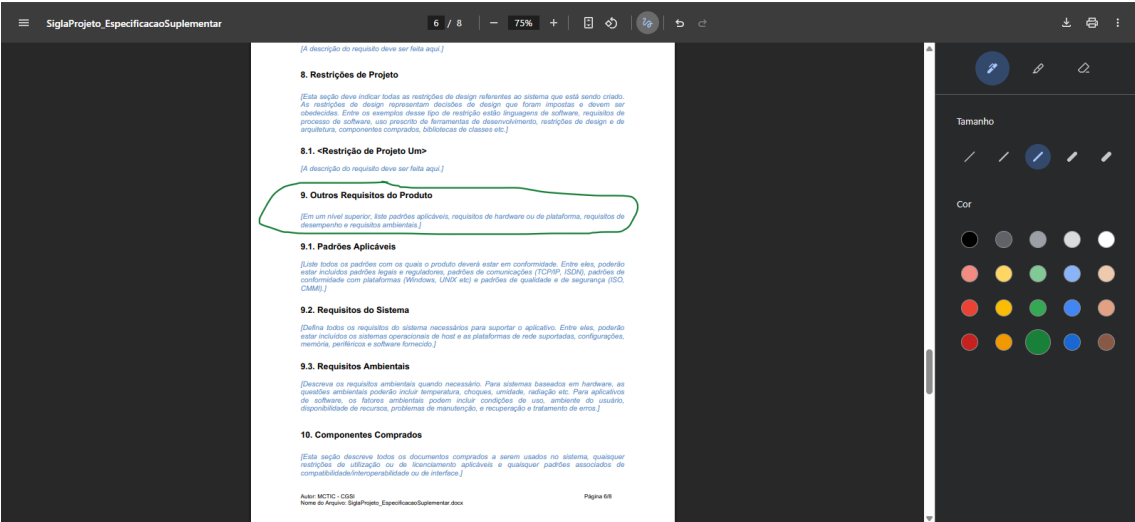 SiglaProjeto_EspecificacaoSuplementar
6 / 8
75%
[A descrição do requisito deve ser feita aqui.]
8. Restrições de Projeto
[Esta seção deve indicar todas as restrições de design referentes ao sistema que está sendo criado.
As restrições de design representam decisões de design que foram impostas e devem ser
obedecidas. Entre os exemplos desse tipo de restrição estão linguagens de software, requisitos de
processo de software, uso prescrito de ferramentas de desenvolvimento, restrições de design e de
arquitetura, componentes comprados, bibliotecas de classes etc.]
8.1. <Restrição de Projeto Um>
[A descrição do requisito deve ser feita aqui.]
9. Outros Requisitos do Produto
[Em um nível superior, liste padrões aplicáveis, requisitos de hardware ou de plataforma, requisitos de
desempenho e requisitos ambientais.]
9.1. Padrões Aplicáveis
[Liste todos os padrões com os quais o produto deverá estar em conformidade. Entre eles, poderão
estar incluídos padrões legais e reguladores, padrões de comunicações (TCP/IP, ISDN), padrões de
conformidade com plataformas (Windows, UNIX etc) e padrões de qualidade e de segurança (ISO,
CMMI).]
9.2. Requisitos do Sistema
[Defina todos os requisitos do sistema necessários para suportar o aplicativo. Entre eles, poderão
estar incluídos os sistemas operacionais de host e as plataformas de rede suportadas, configurações,
memória, periféricos e software fornecido.]
9.3. Requisitos Ambientais
[Descreva os requisitos ambientais quando necessário. Para sistemas baseados em hardware, as
questões ambientais poderão incluir temperatura, choques, umidade, radiação etc. Para aplicativos
de software, os fatores ambientais podem incluir condições de uso, ambiente do usuário,
disponibilidade de recursos, problemas de manutenção, e recuperação e tratamento de erros.]
10. Componentes Comprados
[Esta seção descreve todos os documentos comprados a serem usados no sistema, quaisquer
restrições de utilização ou de licenciamento aplicáveis e quaisquer padrões associados de
compatibilidade/interoperabilidade ou de interface.]
Autor: MCTIC - CGSI
Página 6/8
Nome do Arquivo: SiglaProjeto_EspecificacaoSuplementar.docx
Tamanho
Cor